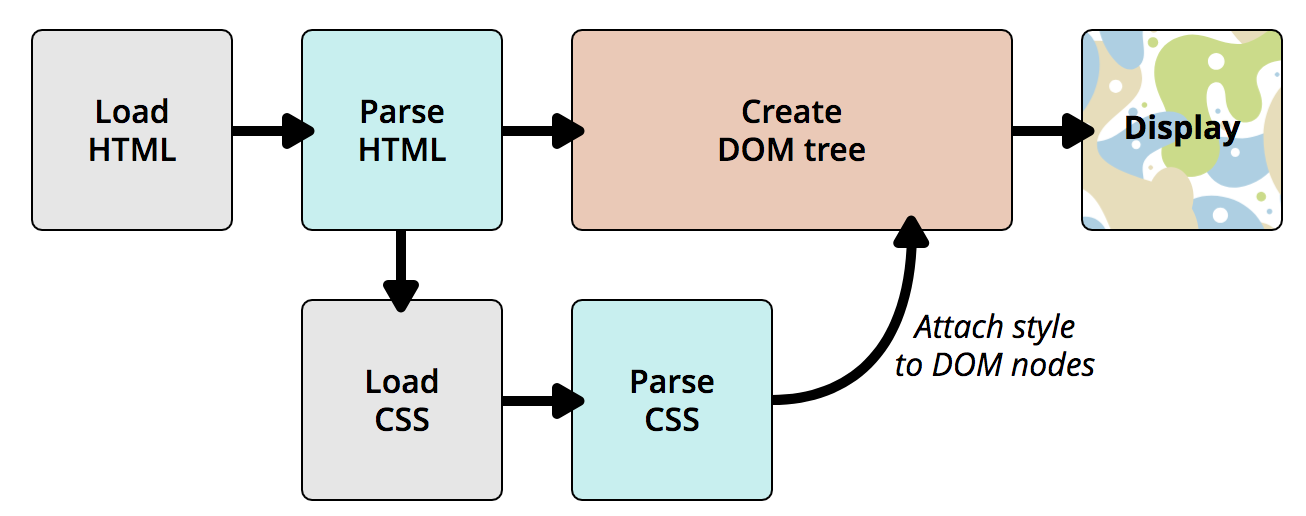 Load
HTML
Parse
HTML
Create
DOM tree
Display
Load
CSS
Parse
CSS
Attach style
to DOM nodes